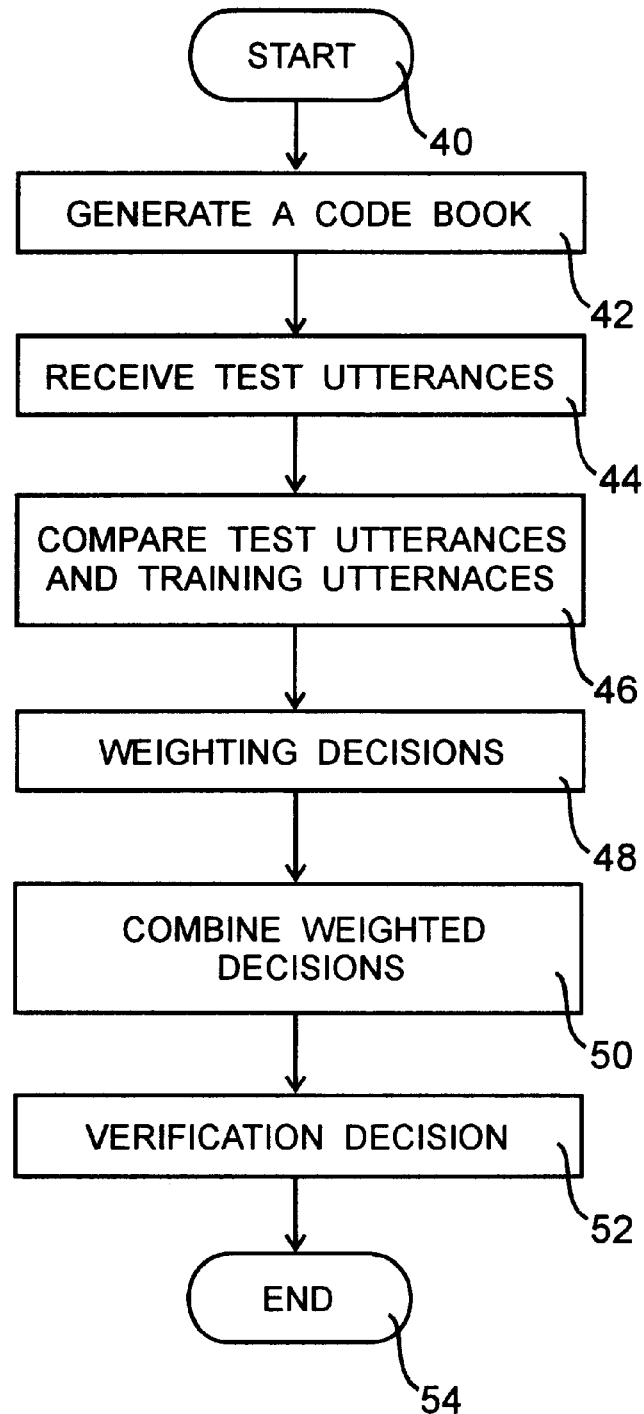 START
40
GENERATE A CODE BOOK
42
RECEIVE TEST UTTERANCES
44
COMPARE TEST UTTERANCES
AND TRAINING UTTERNACES
46
WEIGHTING DECISIONS
48
COMBINE WEIGHTED
DECISIONS
50
VERIFICATION DECISION
52
END
54